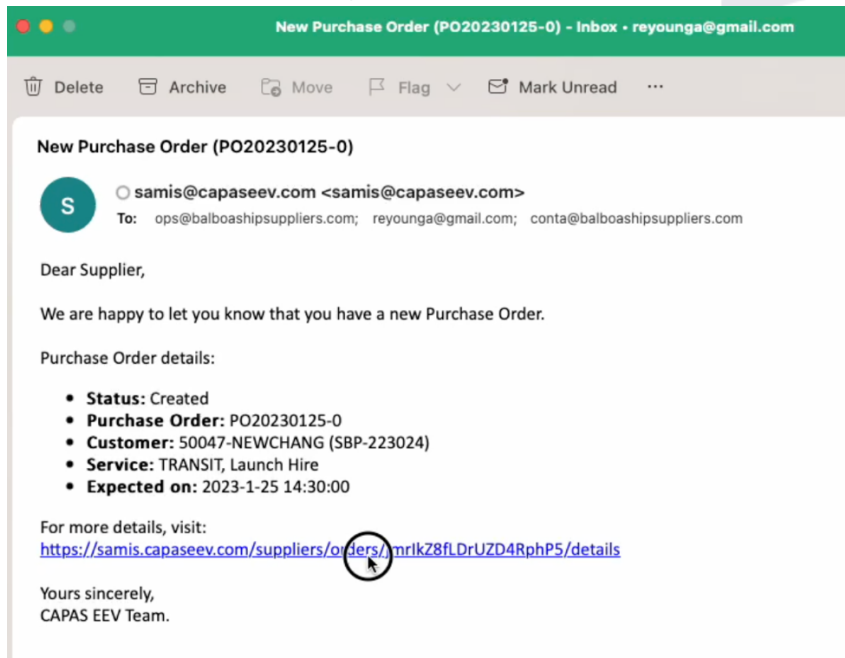 New Purchase Order (PO20230125-0) – Inbox • reyounga@gmail.com
Delete Archive Move Flag Mark Unread ...
New Purchase Order (PO20230125-0)
S
samis@capaseev.com <samis@capaseev.com>
To: ops@balboashipsuppliers.com; reyounga@gmail.com; conta@balboashipsuppliers.com
Dear Supplier,
We are happy to let you know that you have a new Purchase Order.
Purchase Order details:
• Status: Created
• Purchase Order: PO20230125-0
• Customer: 50047-NEWCHANG (SBP-223024)
• Service: TRANSIT, Launch Hire
• Expected on: 2023-1-25 14:30:00
For more details, visit:
https://samis.capaseev.com/suppliers/orders/jmrIkZ8fLDrUZD4RphP5/details
Yours sincerely,
CAPAS EEV Team.